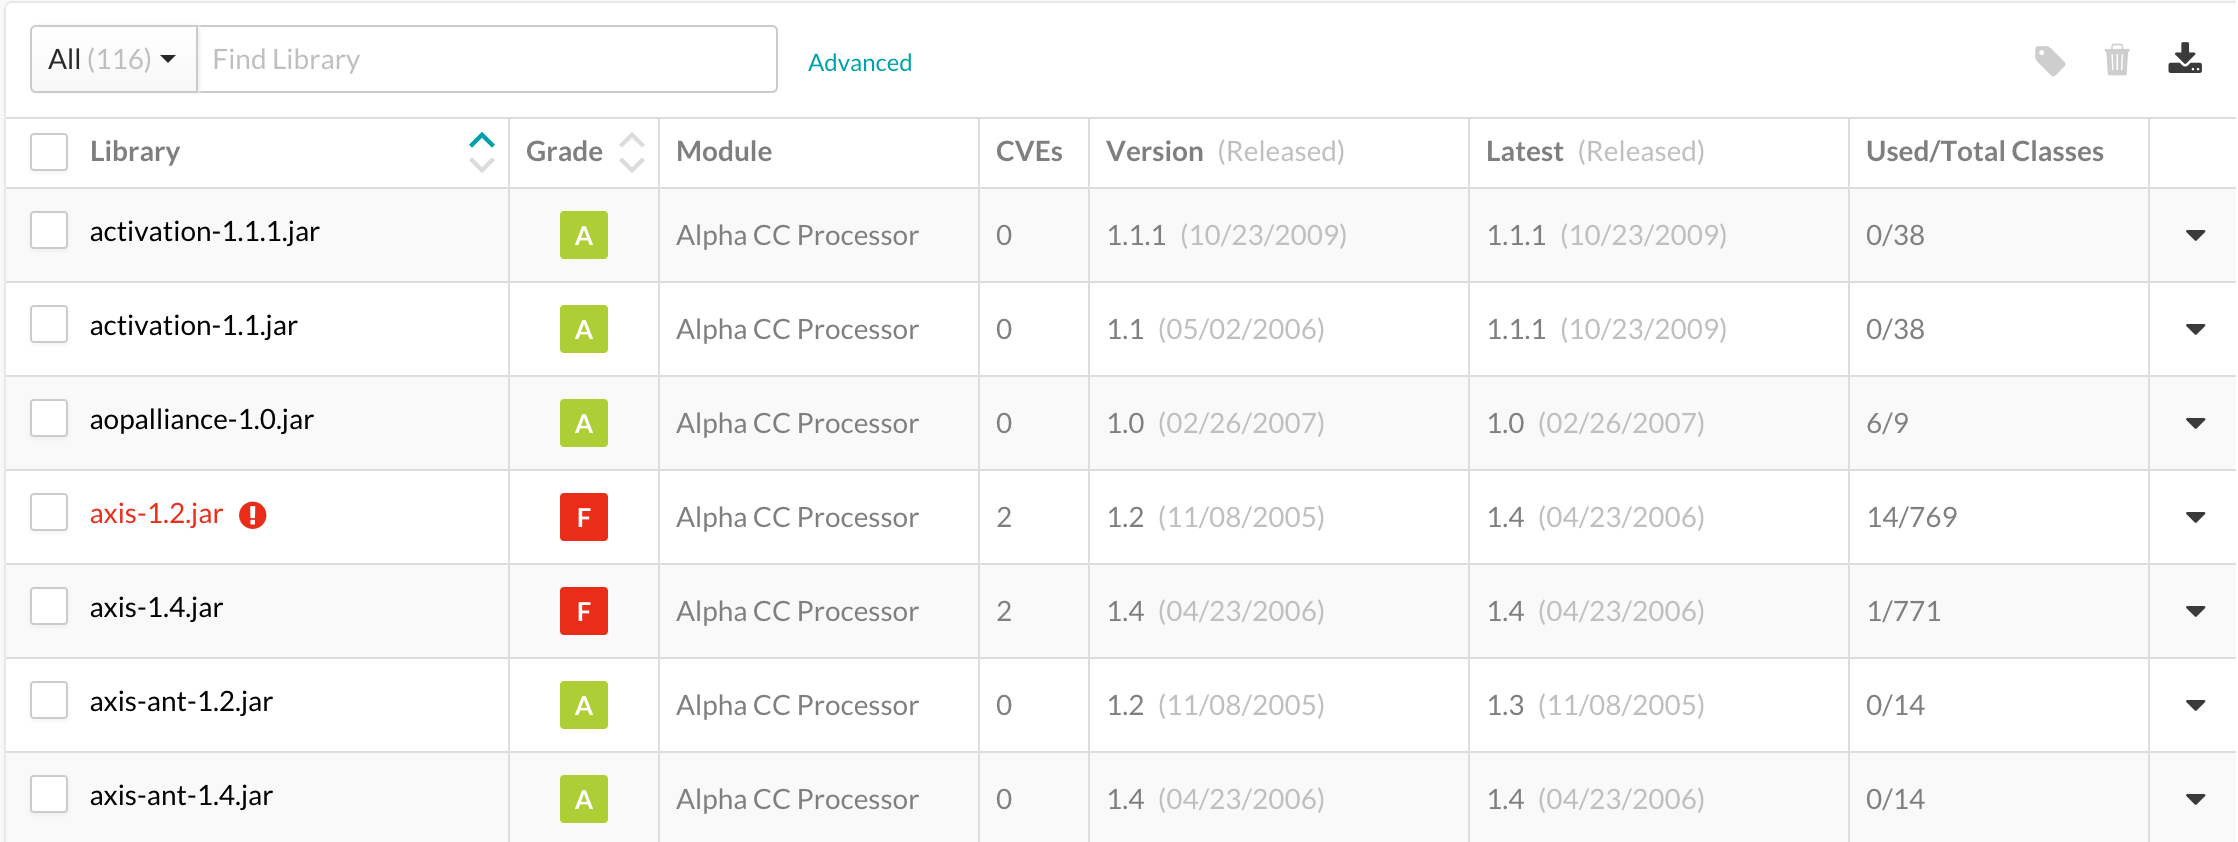 All (116) Find Library Advanced
Library Grade Module CVEs Version (Released) Latest (Released) Used/Total Classes
activation-1.1.1.jar A Alpha CC Processor 0 1.1.1 (10/23/2009) 1.1.1 (10/23/2009) 0/38
activation-1.1.jar A Alpha CC Processor 0 1.1 (05/02/2006) 1.1.1 (10/23/2009) 0/38
aopalliance-1.0.jar A Alpha CC Processor 0 1.0 (02/26/2007) 1.0 (02/26/2007) 6/9
axis-1.2.jar ! F Alpha CC Processor 2 1.2 (11/08/2005) 1.4 (04/23/2006) 14/769
axis-1.4.jar F Alpha CC Processor 2 1.4 (04/23/2006) 1.4 (04/23/2006) 1/771
axis-ant-1.2.jar A Alpha CC Processor 0 1.2 (11/08/2005) 1.3 (11/08/2005) 0/14
axis-ant-1.4.jar A Alpha CC Processor 0 1.4 (04/23/2006) 1.4 (04/23/2006) 0/14